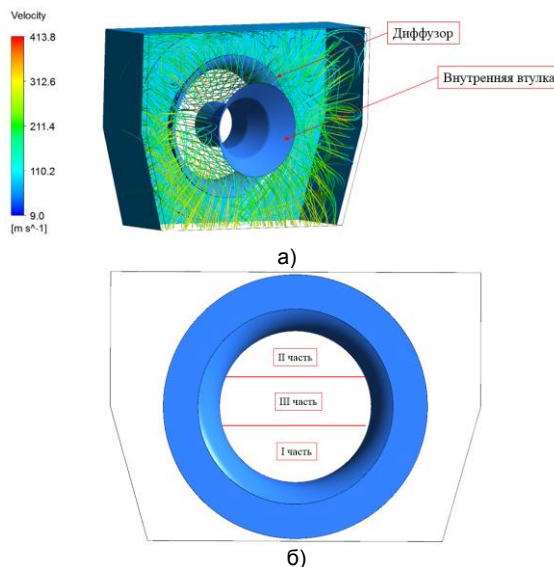 Velocity
413.8
312.6
211.4
110.2
9.0
[m s^-1]
Диффузор
Внутренняя втулка
а)
II часть
III часть
I часть
б)